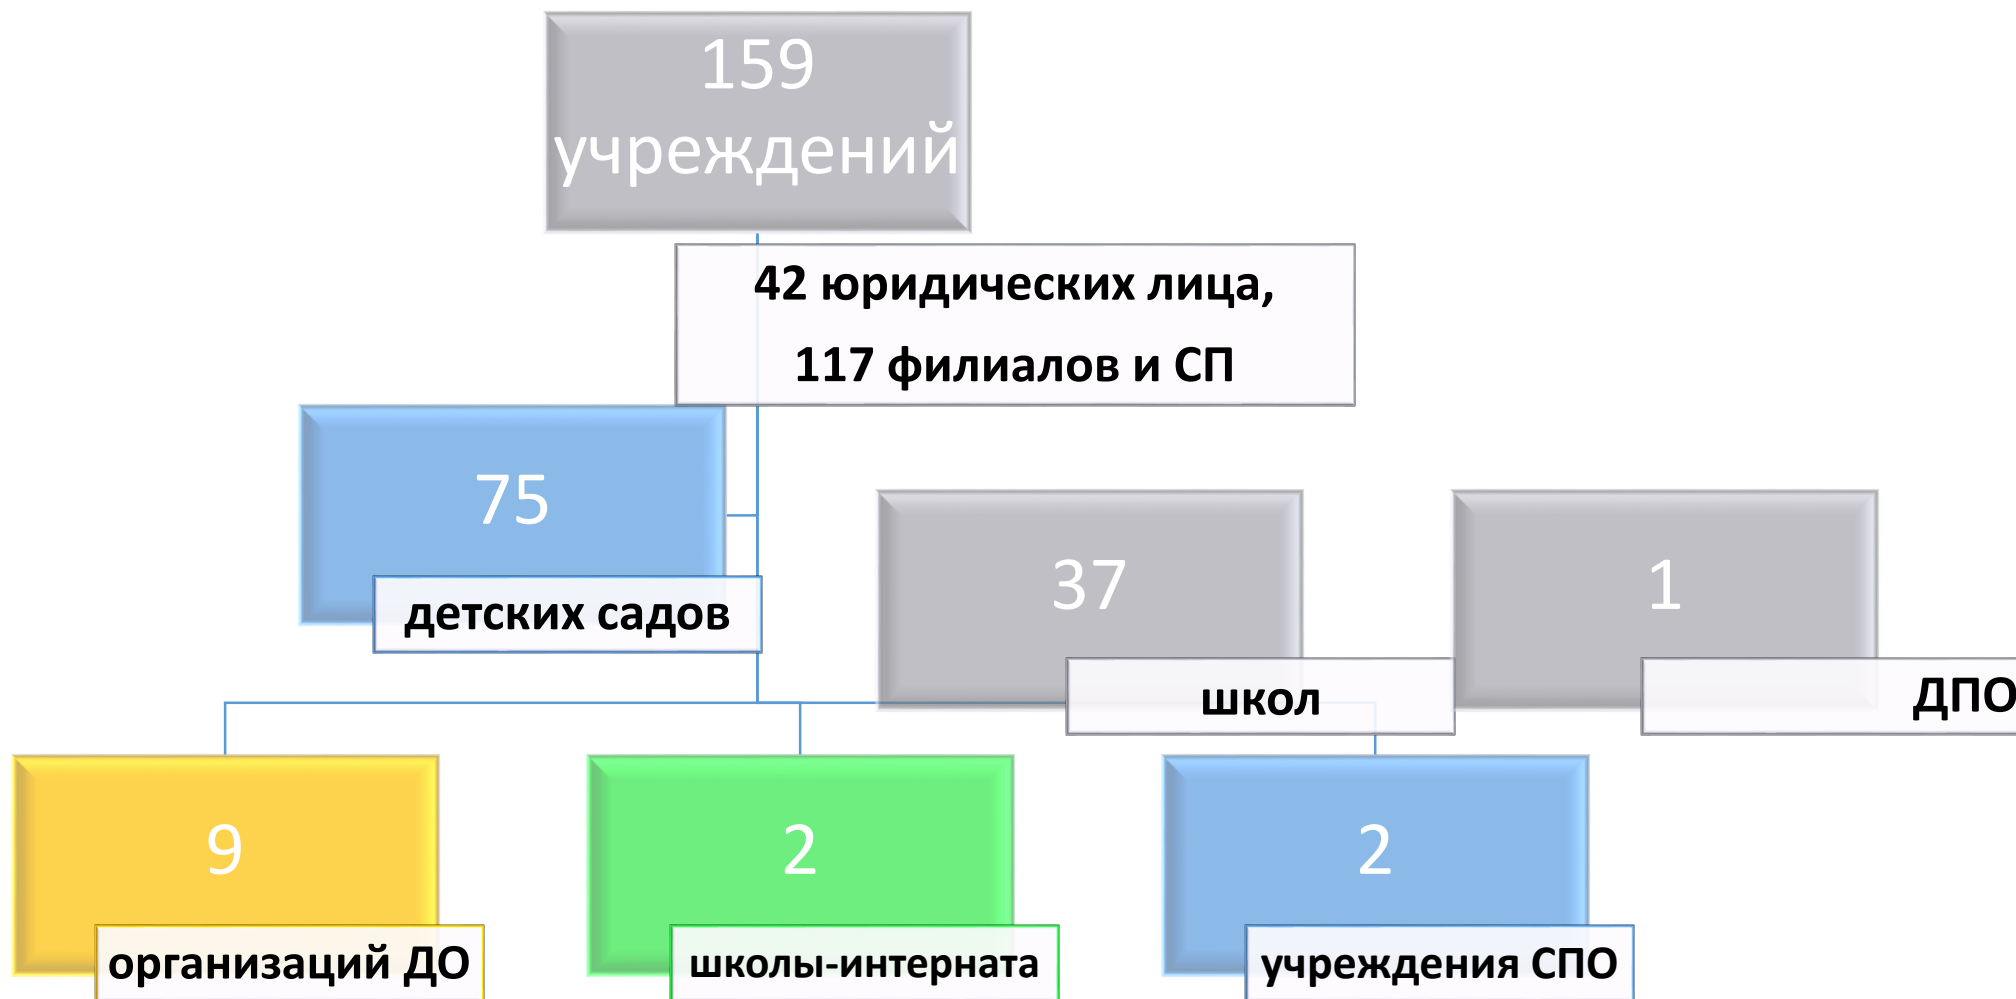 159
учреждений
42 юридических лица,
117 филиалов и СП
75
детских садов
37
школ
1
ДПО
9
организаций ДО
2
школы-интерната
2
учреждения СПО